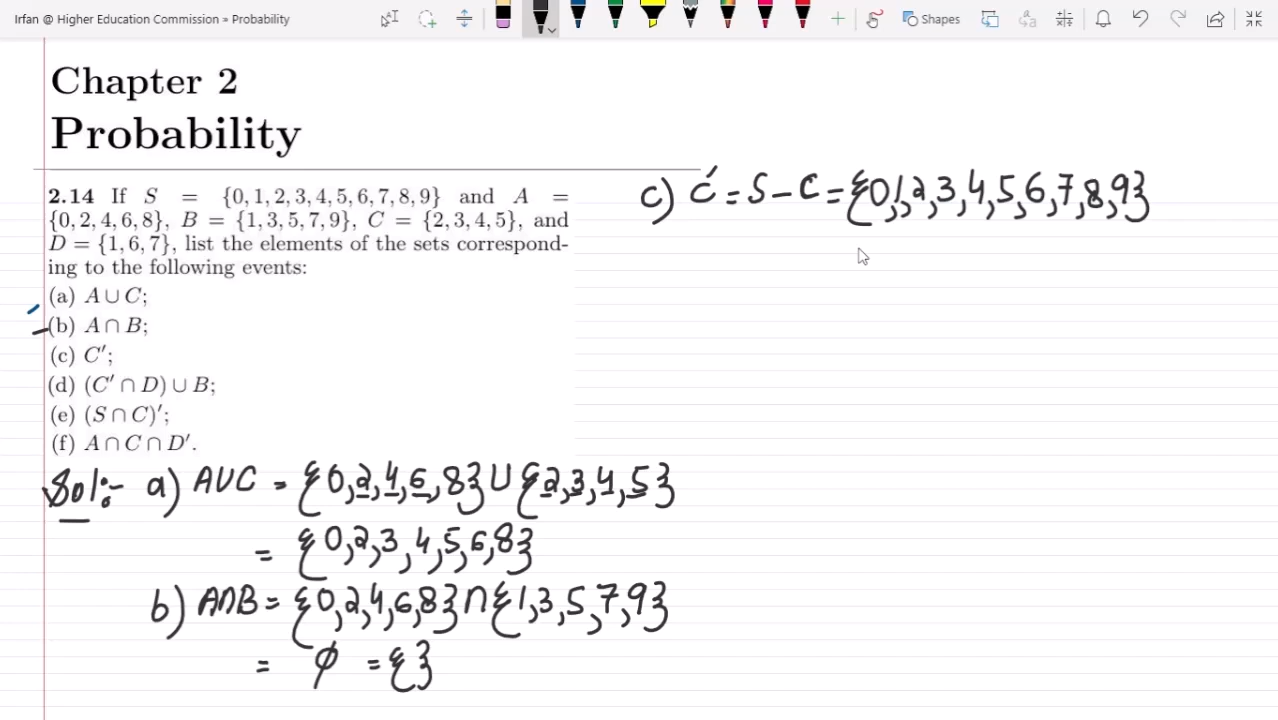 Irfan @ Higher Education Commission » Probability
Shapes
Chapter 2
Probability
2.14 If S = {0, 1, 2, 3, 4, 5, 6, 7, 8, 9} and A =
{0, 2, 4, 6, 8}, B = {1, 3, 5, 7, 9}, C = {2, 3, 4, 5}, and
D = {1, 6, 7}, list the elements of the sets correspond-
ing to the following events:
(a) A ∪ C;
(b) A ∩ B;
(c) C′;
(d) (C′ ∩ D) ∪ B;
(e) (S ∩ C)′;
(f) A ∩ C ∩ D′.
Sol:- a) A∪C = {0,2,4,6,8}∪{2,3,4,5}
= {0,2,3,4,5,6,8}
b) A∩B = {0,2,4,6,8}∩{1,3,5,7,9}
= ϕ = { }
c) C′ = S – C = {0,1,2,3,4,5,6,7,8,9}